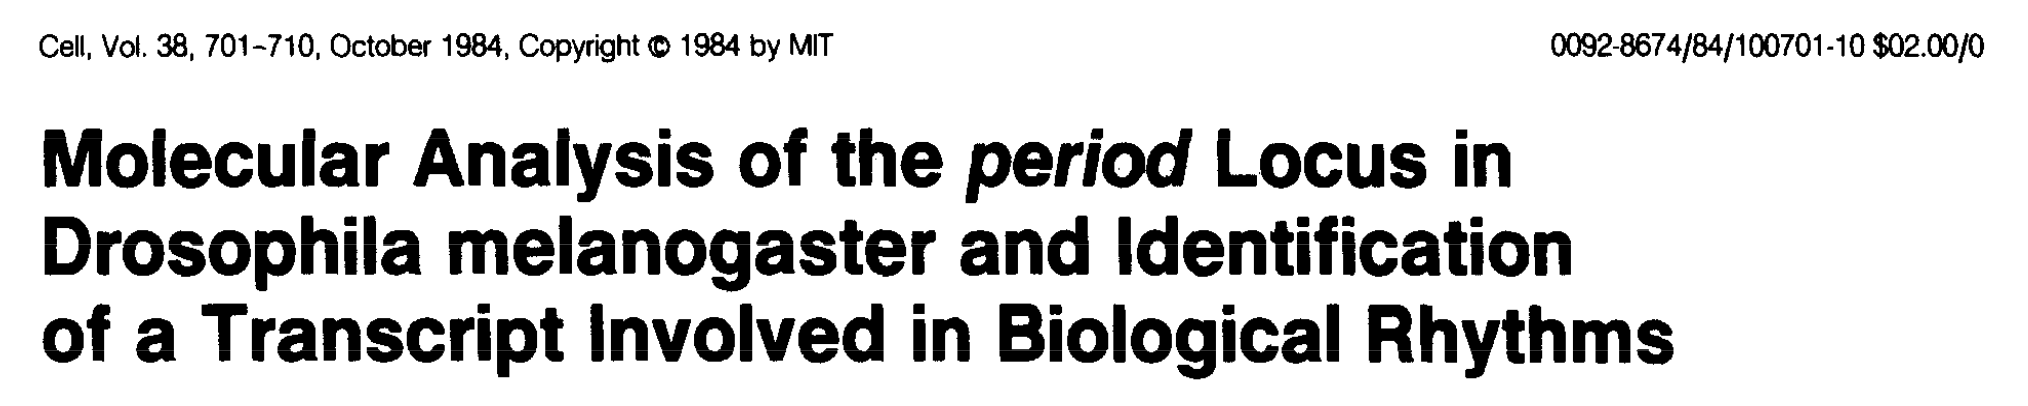 Cell, Vol. 38, 701-710, October 1984, Copyright © 1984 by MIT 0092-8674/84/100701-10 $02.00/0
Molecular Analysis of the period Locus in
Drosophila melanogaster and Identification
of a Transcript Involved in Biological Rhythms